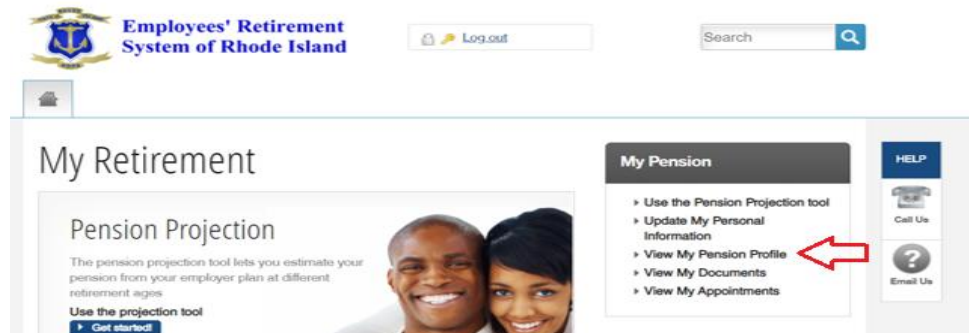 Employees' Retirement
System of Rhode Island
Log out
Search
My Retirement
Pension Projection
The pension projection tool lets you estimate your
pension from your employer plan at different
retirement ages
Use the projection tool
Get started!
My Pension
Use the Pension Projection tool
Update My Personal
Information
View My Pension Profile
View My Documents
View My Appointments
HELP
Call Us
?
Email Us